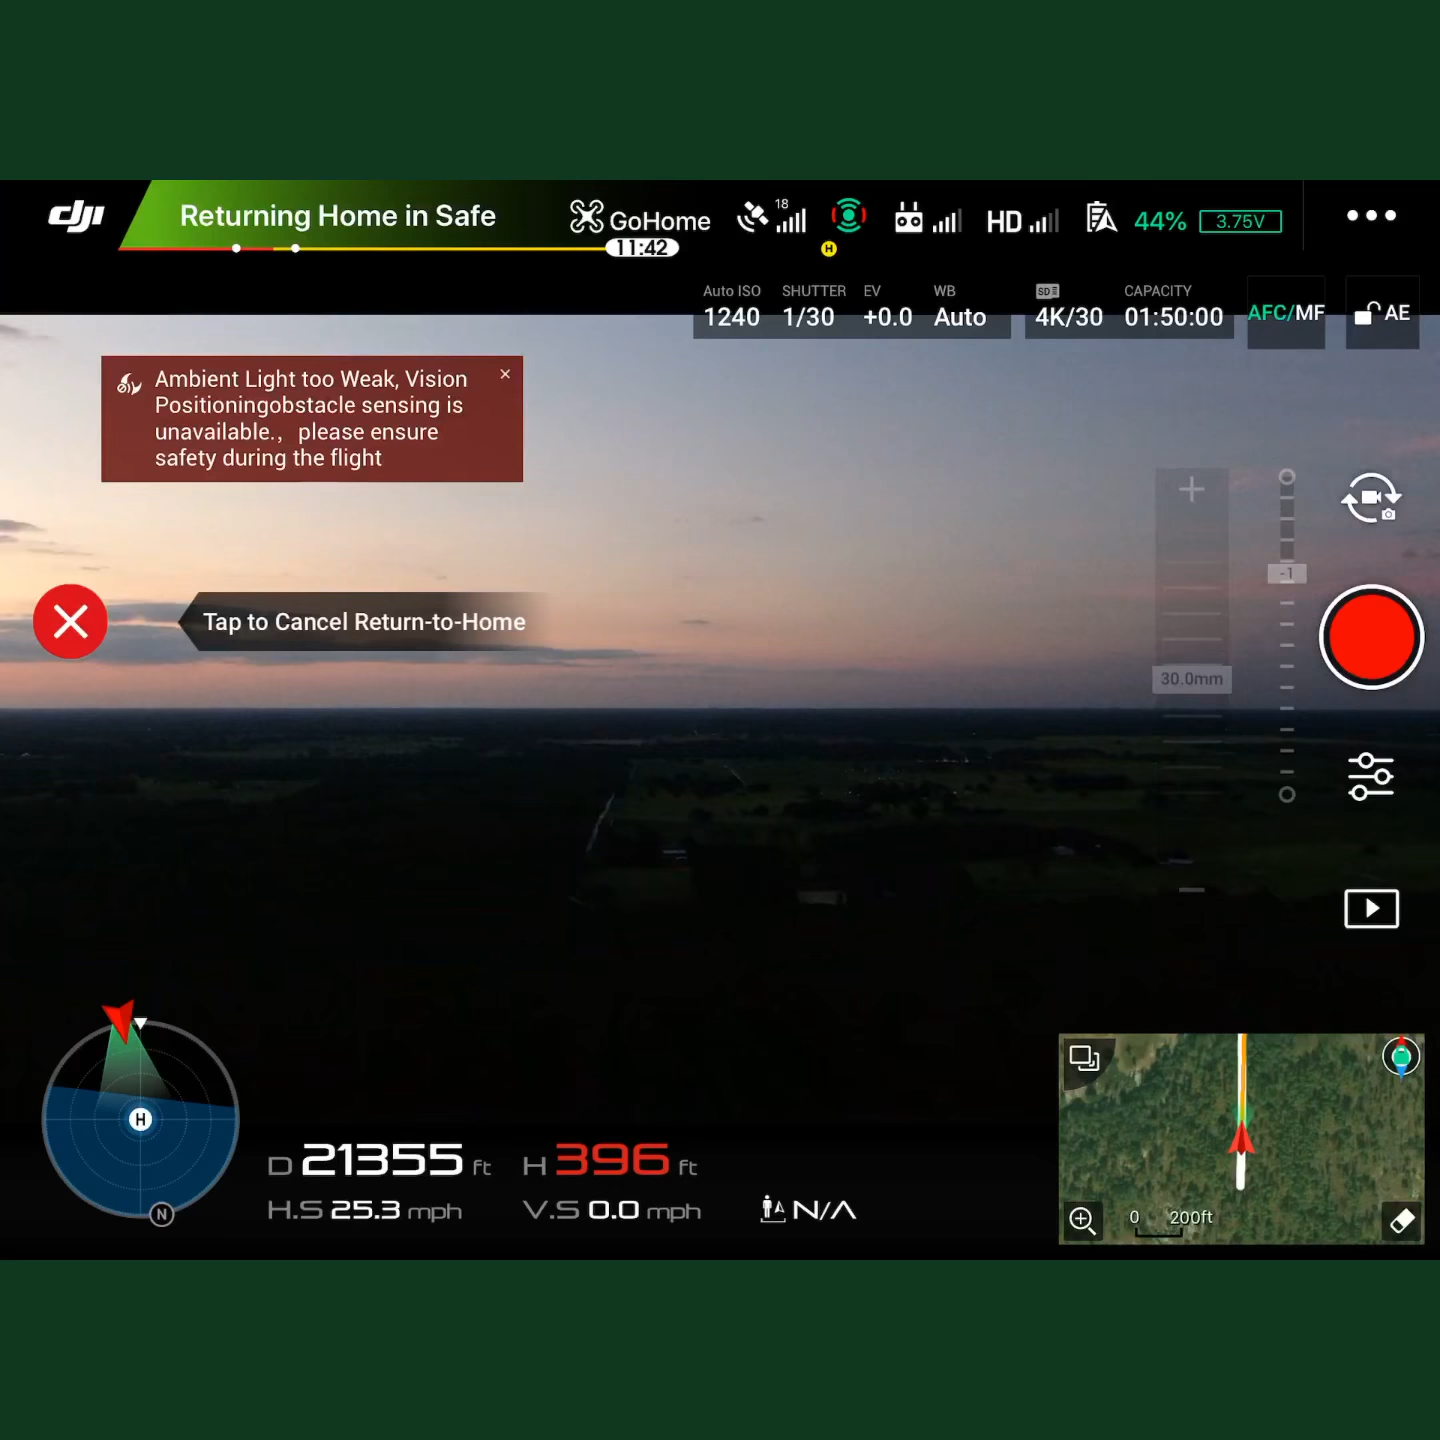 dji
Returning Home in Safe
GoHome
18
HD
44%
3.75V
11:42
H
Auto ISO
1240
SHUTTER
1/30
EV
+0.0
WB
Auto
SD
4K/30
CAPACITY
01:50:00
AFC/MF
AE
Ambient Light too Weak, Vision
Positioningobstacle sensing is
unavailable., please ensure
safety during the flight
-1
Tap to Cancel Return-to-Home
30.0mm
H
N
D 21355 ft
H 396 ft
H.S 25.3 mph
V.S 0.0 mph
N/A
0 200ft